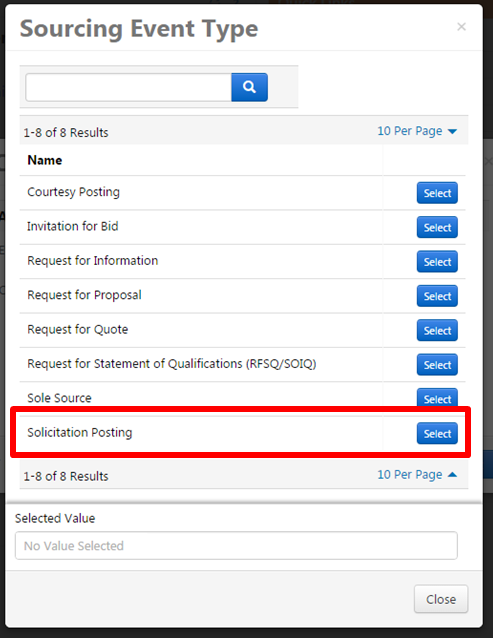 Sourcing Event Type ×
1-8 of 8 Results 10 Per Page
Name
Courtesy Posting Select
Invitation for Bid Select
Request for Information Select
Request for Proposal Select
Request for Quote Select
Request for Statement of Qualifications (RFSQ/SOIQ) Select
Sole Source Select
Solicitation Posting Select
1-8 of 8 Results 10 Per Page
Selected Value
No Value Selected
Close